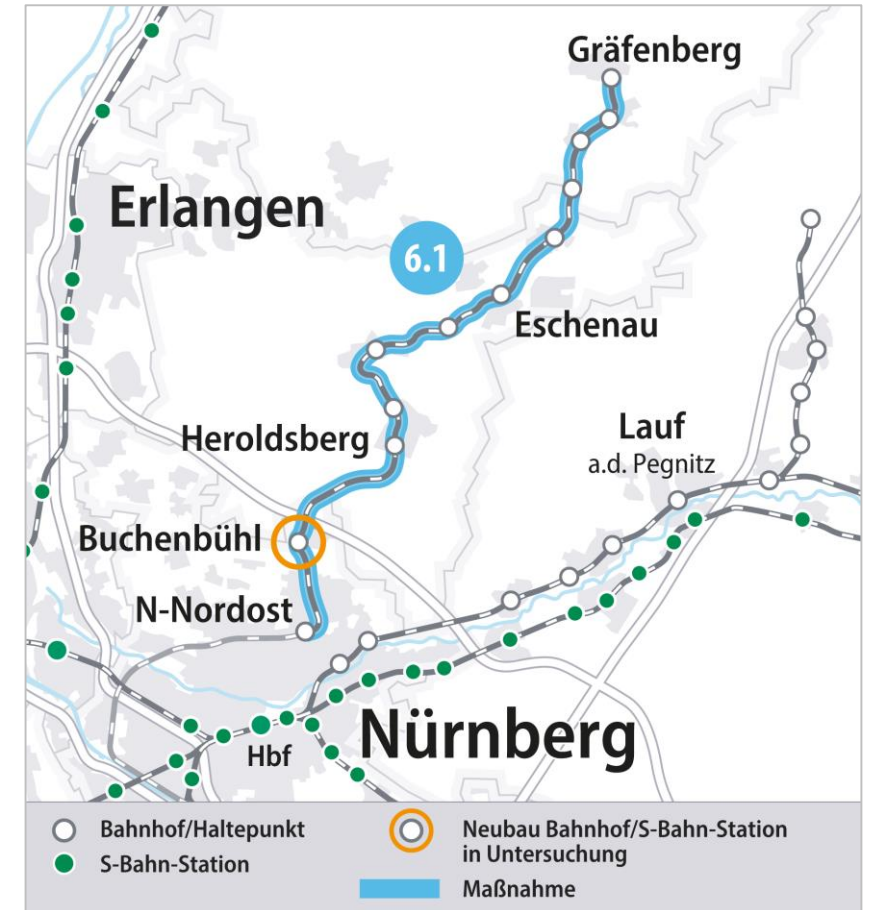 Gräfenberg
Erlangen
6.1
Eschenau
Heroldsberg
Lauf
a.d. Pegnitz
Buchenbühl
N-Nordost
Nürnberg
Hbf
Bahnhof/Haltepunkt
S-Bahn-Station
Neubau Bahnhof/S-Bahn-Station
in Untersuchung
Maßnahme